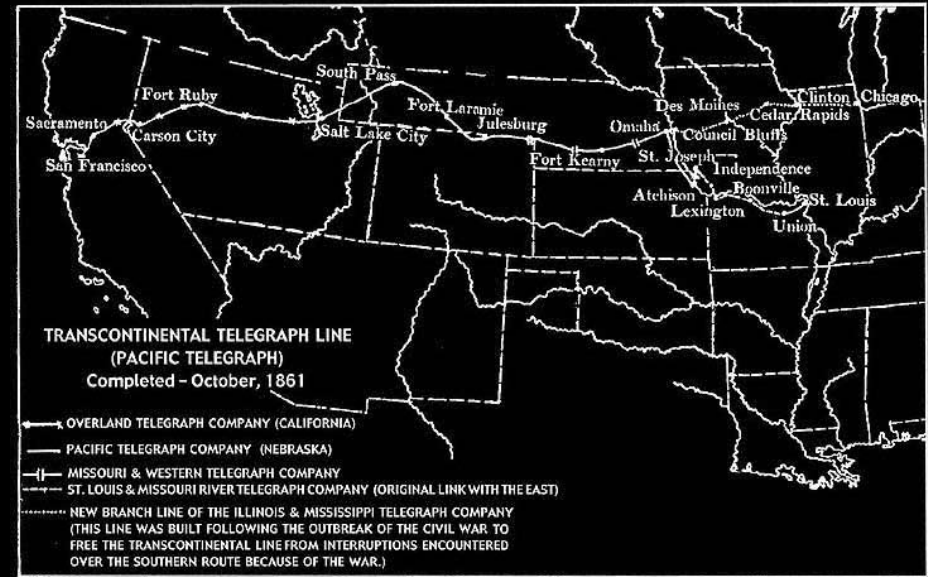 South Pass
Fort Ruby
Fort Laramie
Clinton
Chicago
Des Moines
Cedar Rapids
Sacramento
Carson City
Salt Lake City
Julesburg
Omaha
Council Bluffs
San Francisco
Fort Kearny
St. Joseph
Independence
Atchison
Boonville
St. Louis
Lexington
Union
TRANSCONTINENTAL TELEGRAPH LINE
(PACIFIC TELEGRAPH)
Completed – October, 1861
OVERLAND TELEGRAPH COMPANY (CALIFORNIA)
PACIFIC TELEGRAPH COMPANY (NEBRASKA)
MISSOURI & WESTERN TELEGRAPH COMPANY
ST. LOUIS & MISSOURI RIVER TELEGRAPH COMPANY (ORIGINAL LINK WITH THE EAST)
NEW BRANCH LINE OF THE ILLINOIS & MISSISSIPPI TELEGRAPH COMPANY
(THIS LINE WAS BUILT FOLLOWING THE OUTBREAK OF THE CIVIL WAR TO
FREE THE TRANSCONTINENTAL LINE FROM INTERRUPTIONS ENCOUNTERED
OVER THE SOUTHERN ROUTE BECAUSE OF THE WAR.)